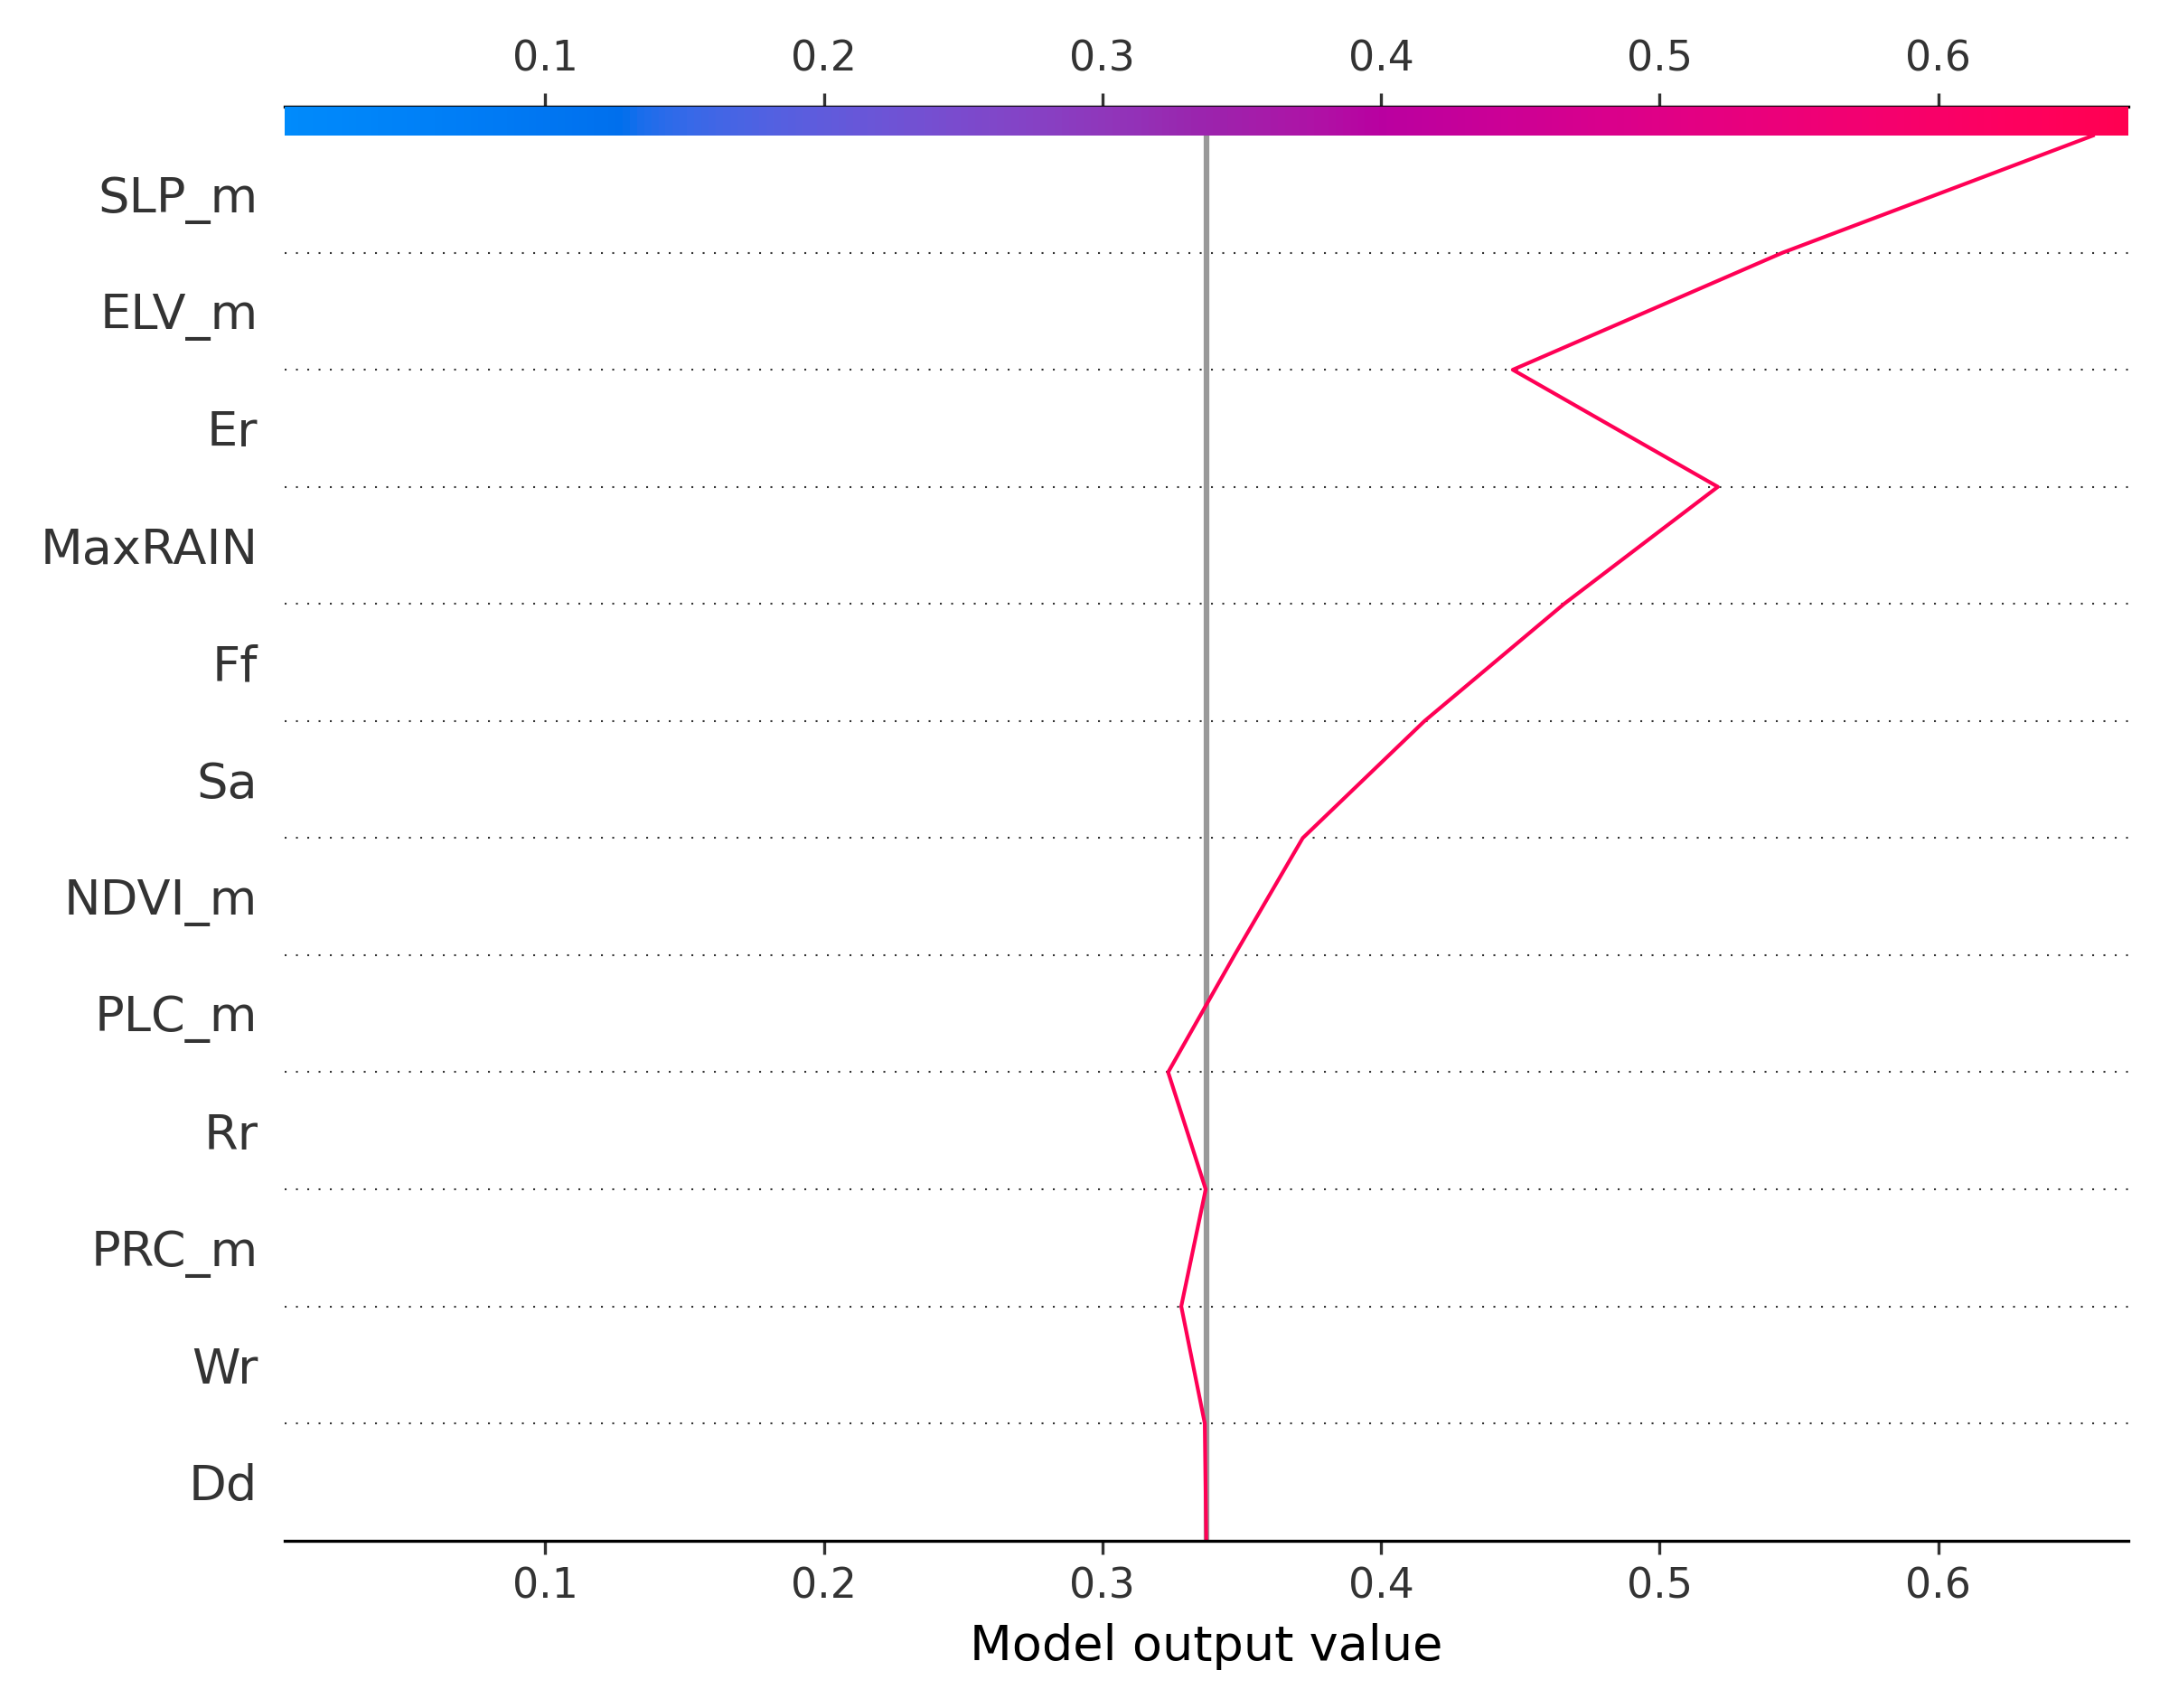 0.1 0.2 0.3 0.4 0.5 0.6
SLP_m
ELV_m
Er
MaxRAIN
Ff
Sa
NDVI_m
PLC_m
Rr
PRC_m
Wr
Dd
0.1 0.2 0.3 0.4 0.5 0.6
Model output value